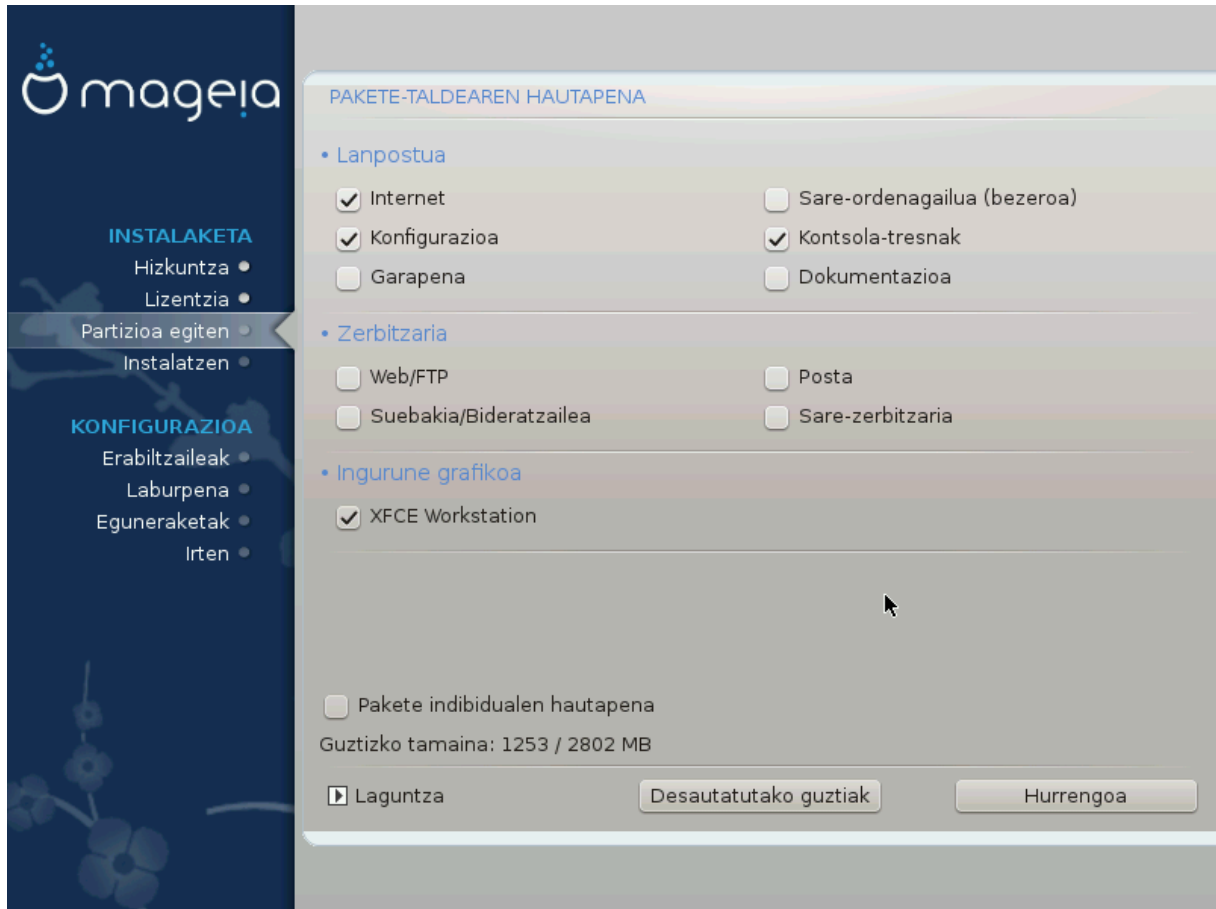 mageia
INSTALAKETA
Hizkuntza
Lizentzia
Partizioa egiten
Instalatzen
KONFIGURAZIOA
Erabiltzaileak
Laburpena
Eguneraketak
Irten
PAKETE-TALDEAREN HAUTAPENA
• Lanpostua
Internet
Sare-ordenagailua (bezeroa)
Konfigurazioa
Kontsola-tresnak
Garapena
Dokumentazioa
• Zerbitzaria
Web/FTP
Posta
Suebakia/Bideratzailea
Sare-zerbitzaria
• Ingurune grafikoa
XFCE Workstation
Pakete indibidualen hautapena
Guztizko tamaina: 1253 / 2802 MB
Laguntza
Desautatutako guztiak
Hurrengoa